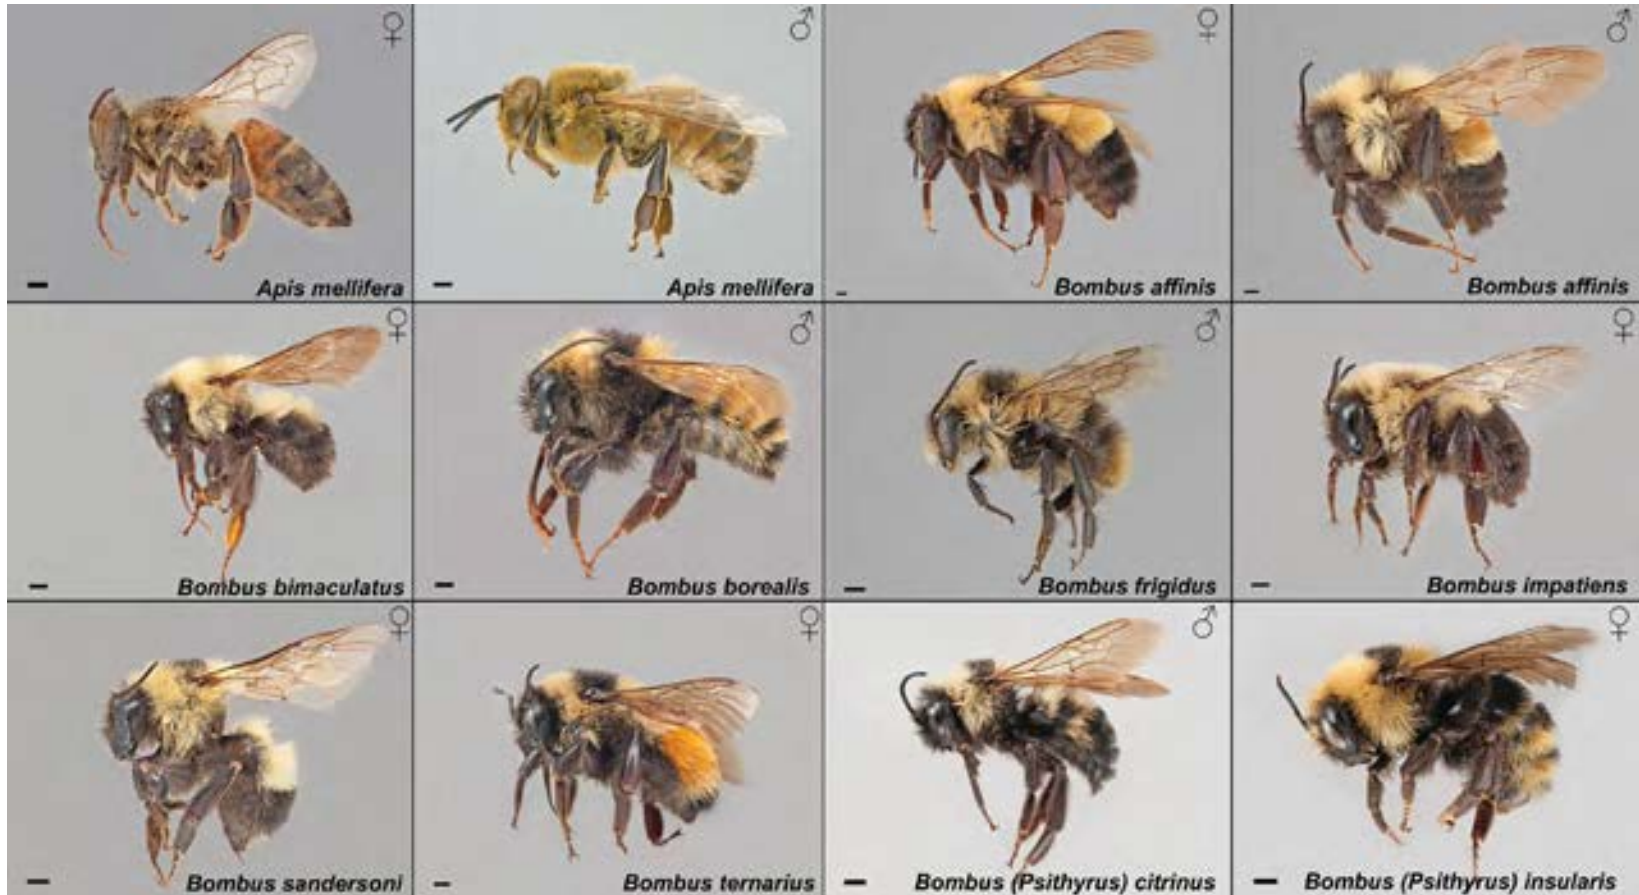 ♀
♂
♀
♂
Apis mellifera
Apis mellifera
Bombus affinis
Bombus affinis
♀
♂
♂
♀
Bombus bimaculatus
Bombus borealis
Bombus frigidus
Bombus impatiens
♀
♀
♂
♀
Bombus sandersoni
Bombus ternarius
Bombus (Psithyrus) citrinus
Bombus (Psithyrus) insularis